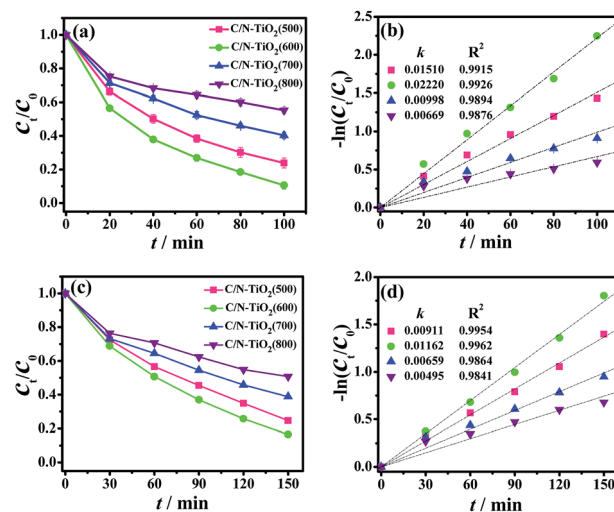 (a)
C/N-TiO₂(500)
C/N-TiO₂(600)
C/N-TiO₂(700)
C/N-TiO₂(800)
1.0
0.8
0.6
0.4
0.2
0.0
Cₜ/C₀
0 20 40 60 80 100
t / min
(b)
k R²
0.01510 0.9915
0.02220 0.9926
0.00998 0.9894
0.00669 0.9876
2.5
2.0
1.5
1.0
0.5
0.0
-ln(Cₜ/C₀)
0 20 40 60 80 100
t / min
(c)
C/N-TiO₂(500)
C/N-TiO₂(600)
C/N-TiO₂(700)
C/N-TiO₂(800)
1.0
0.8
0.6
0.4
0.2
0.0
Cₜ/C₀
0 30 60 90 120 150
t / min
(d)
k R²
0.00911 0.9954
0.01162 0.9962
0.00659 0.9864
0.00495 0.9841
2.0
1.5
1.0
0.5
0.0
-ln(Cₜ/C₀)
0 30 60 90 120 150
t / min